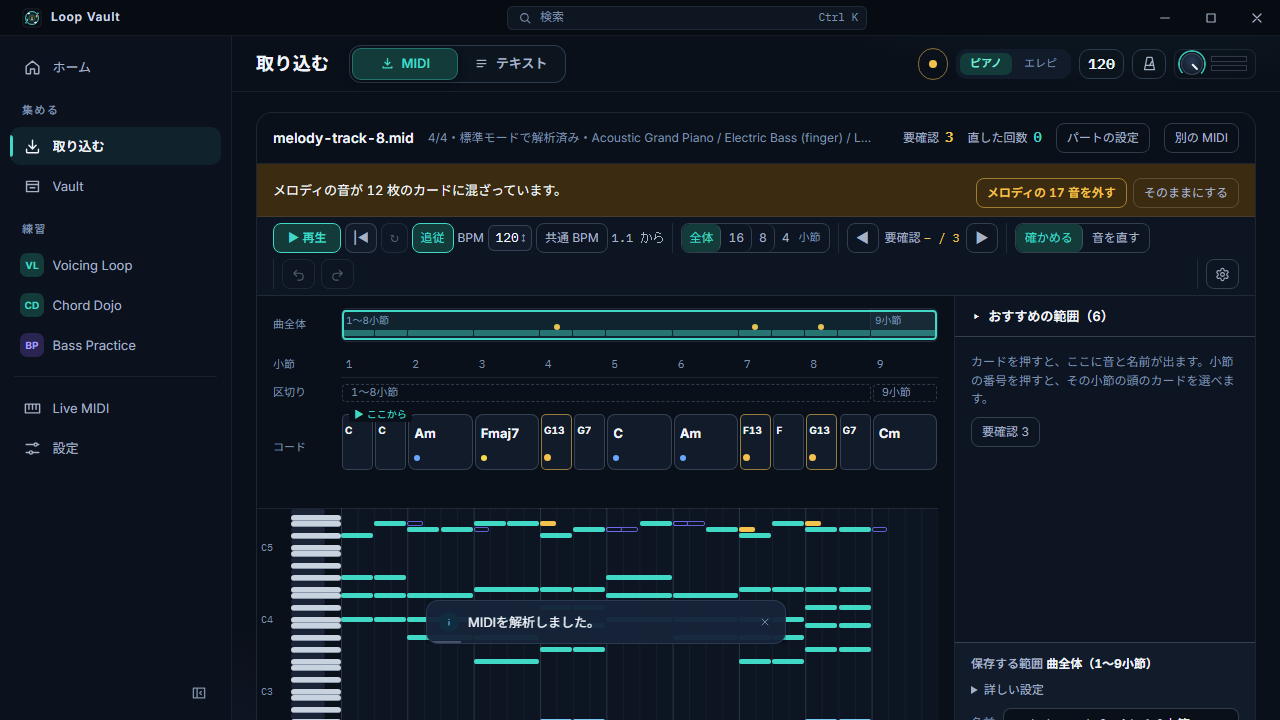 Loop Vault
検索
Ctrl K
ホーム
集める
取り込む
Vault
練習
VL Voicing Loop
CD Chord Dojo
BP Bass Practice
Live MIDI
設定
取り込む
MIDI
テキスト
ピアノ
エレピ
120
melody-track-8.mid
4/4・標準モードで解析済み・Acoustic Grand Piano / Electric Bass (finger) / L...
要確認 3
直した回数 0
パートの設定
別の MIDI
メロディの音が 12 枚のカードに混ざっています。
メロディの 17 音を外す
そのままにする
▶ 再生
追従
BPM
120
共通 BPM
1.1 から
全体
16
8
4
小節
要確認 − / 3
確かめる
音を直す
曲全体
1〜8小節
9小節
小節
1 2 3 4 5 6 7 8 9
区切り
1〜8小節
9小節
▶ ここから
コード
C C Am Fmaj7 G13 G7 C Am F13 F G13 G7 Cm
C5
C4
C3
おすすめの範囲（6）
カードを押すと、ここに音と名前が出ます。小節
の番号を押すと、その小節の頭のカードを選べま
す。
要確認 3
MIDIを解析しました。
保存する範囲 曲全体（1〜9小節）
▶ 詳しい設定